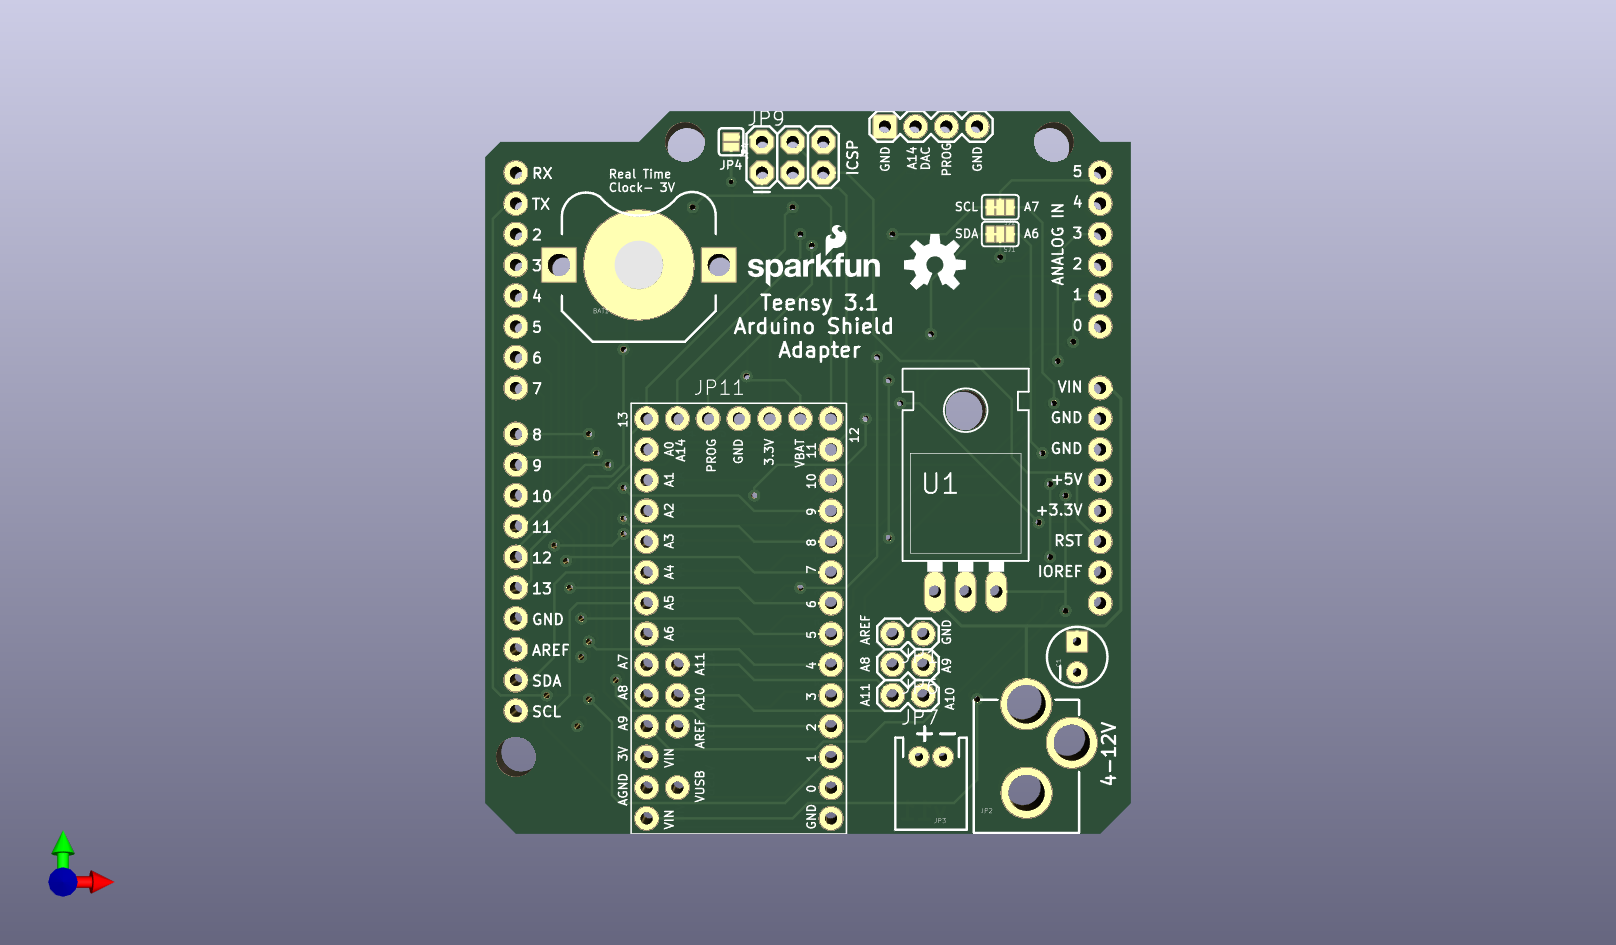 JP9
JP4
ICSP
GND
A14
DAC
PROG
GND
RX
TX
2
3
4
5
6
7
8
9
10
11
12
13
GND
AREF
SDA
SCL
Real Time
Clock- 3V
BAT1
sparkfun
Teensy 3.1
Arduino Shield
Adapter
SCL A7
SDA A6
SJ1
ANALOG IN
5
4
3
2
1
0
VIN
GND
GND
+5V
+3.3V
RST
IOREF
JP11
13
A0
A14
PROG
GND
3.3V
VBAT
12
11
A1
10
A2
9
A3
8
A4
7
A5
6
A6
5
A7
A11
4
A8
A10
3
A9
AREF
2
3V
VIN
1
AGND
VUSB
0
VIN
GND
U1
AREF
GND
A8
A9
A11
A10
JP7
+ −
JP3
JP2
4-12V